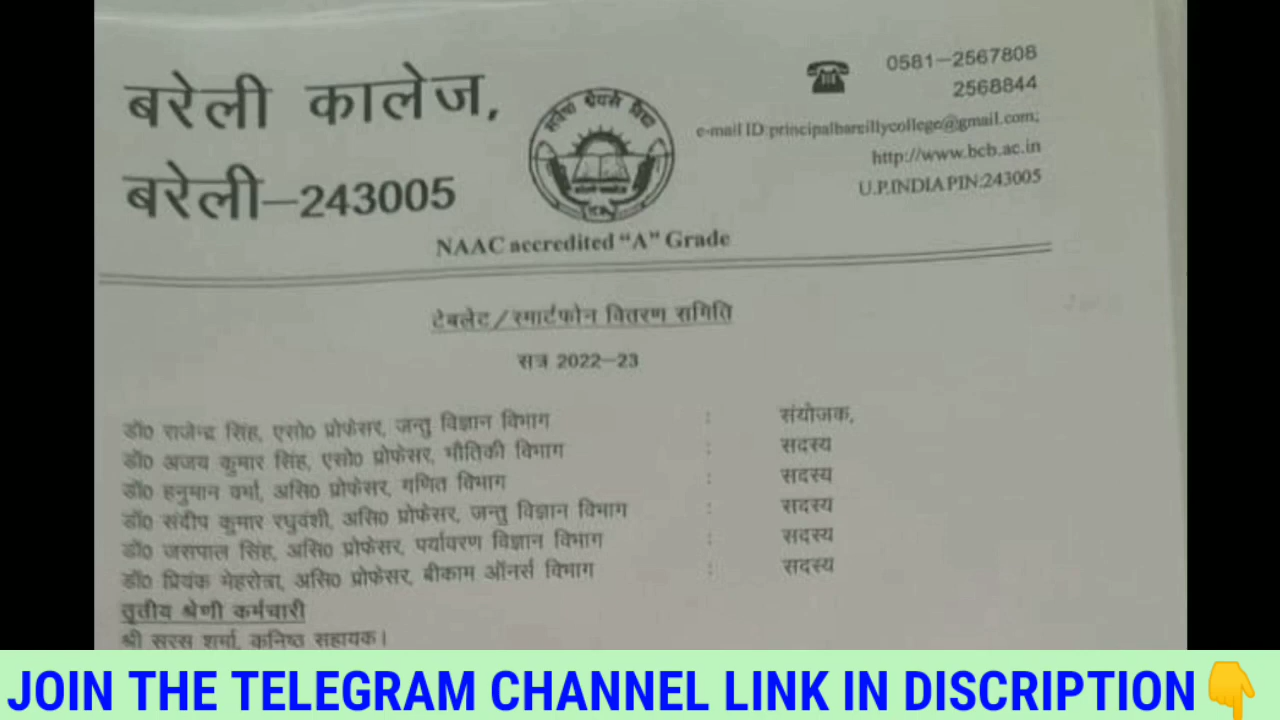 बरेली कालेज,
बरेली–243005
0581–2567808
2568844
e-mail ID:principalbareillycollege@gmail.com;
http://www.bcb.ac.in
U.P.INDIA PIN:243005
NAAC accredited “A” Grade
टेबलेट/स्मार्टफोन वितरण समिति
सत्र 2022–23
डॉ० राजेन्द्र सिंह, एसो० प्रोफेसर, जन्तु विज्ञान विभाग : संयोजक,
डॉ० अजय कुमार सिंह, एसो० प्रोफेसर, भौतिकी विभाग : सदस्य
डॉ० हनुमान वर्मा, असि० प्रोफेसर, गणित विभाग : सदस्य
डॉ० संदीप कुमार रघुवंशी, असि० प्रोफेसर, जन्तु विज्ञान विभाग : सदस्य
डॉ० जसपाल सिंह, असि० प्रोफेसर, पर्यावरण विज्ञान विभाग : सदस्य
डॉ० प्रियंक मेहरोत्रा, असि० प्रोफेसर, बीकाम ऑनर्स विभाग : सदस्य
तृतीय श्रेणी कर्मचारी
श्री सरस शर्मा, कनिष्ठ सहायक।
JOIN THE TELEGRAM CHANNEL LINK IN DISCRIPTION👇